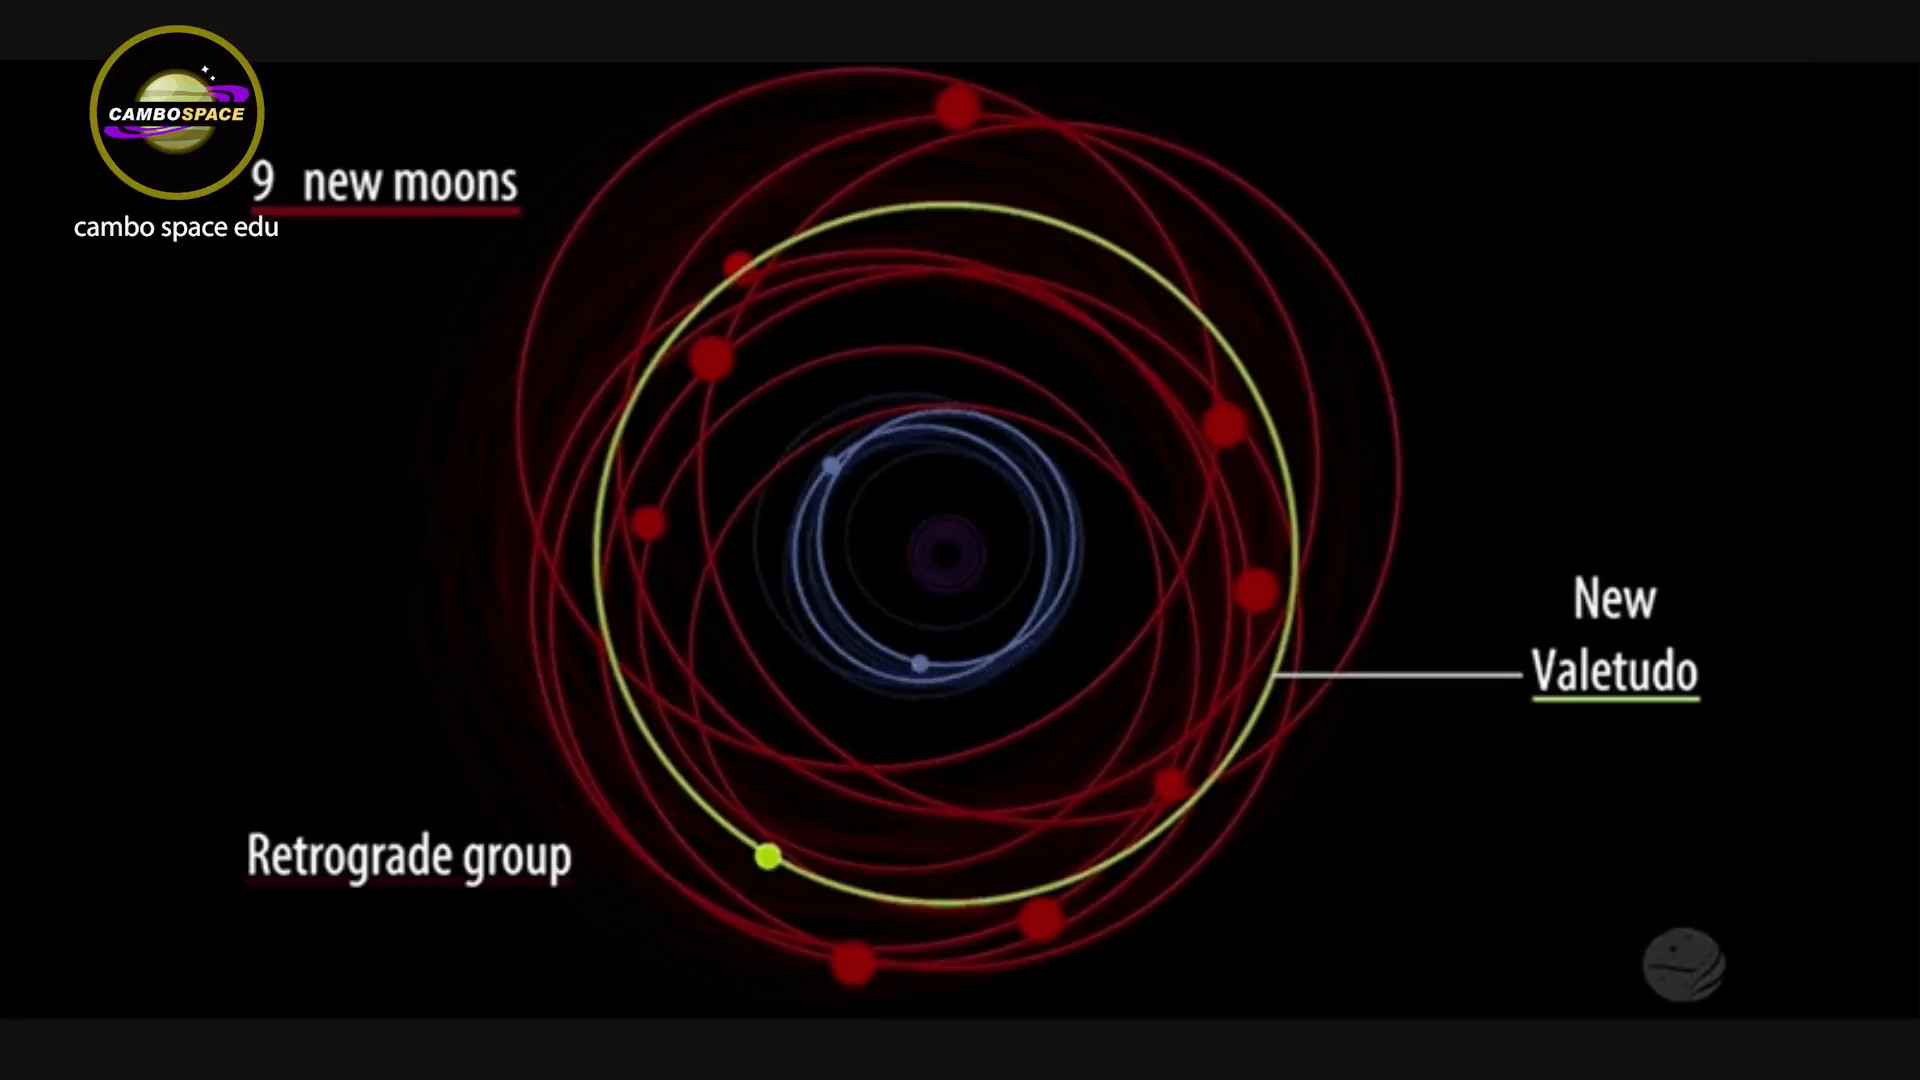 CAMBOSPACE
9 new moons
cambo space edu
New
Valetudo
Retrograde group